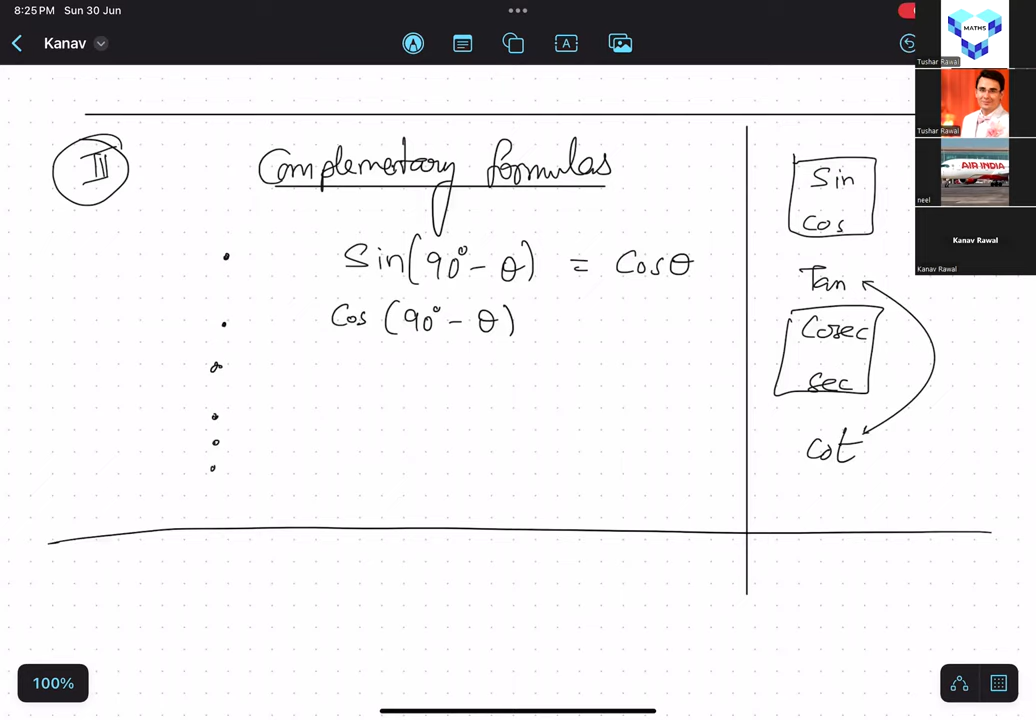 8:25 PM Sun 30 Jun
Kanav
A
MATHS
Tushar Rawal
Tushar Rawal
AIR INDIA
neel
Kanav Rawal
Kanav Rawal
III Complementary formulas
Sin(90° - θ) = Cosθ
Cos (90° - θ)
Sin
Cos
Tan
Cosec
Sec
Cot
100%